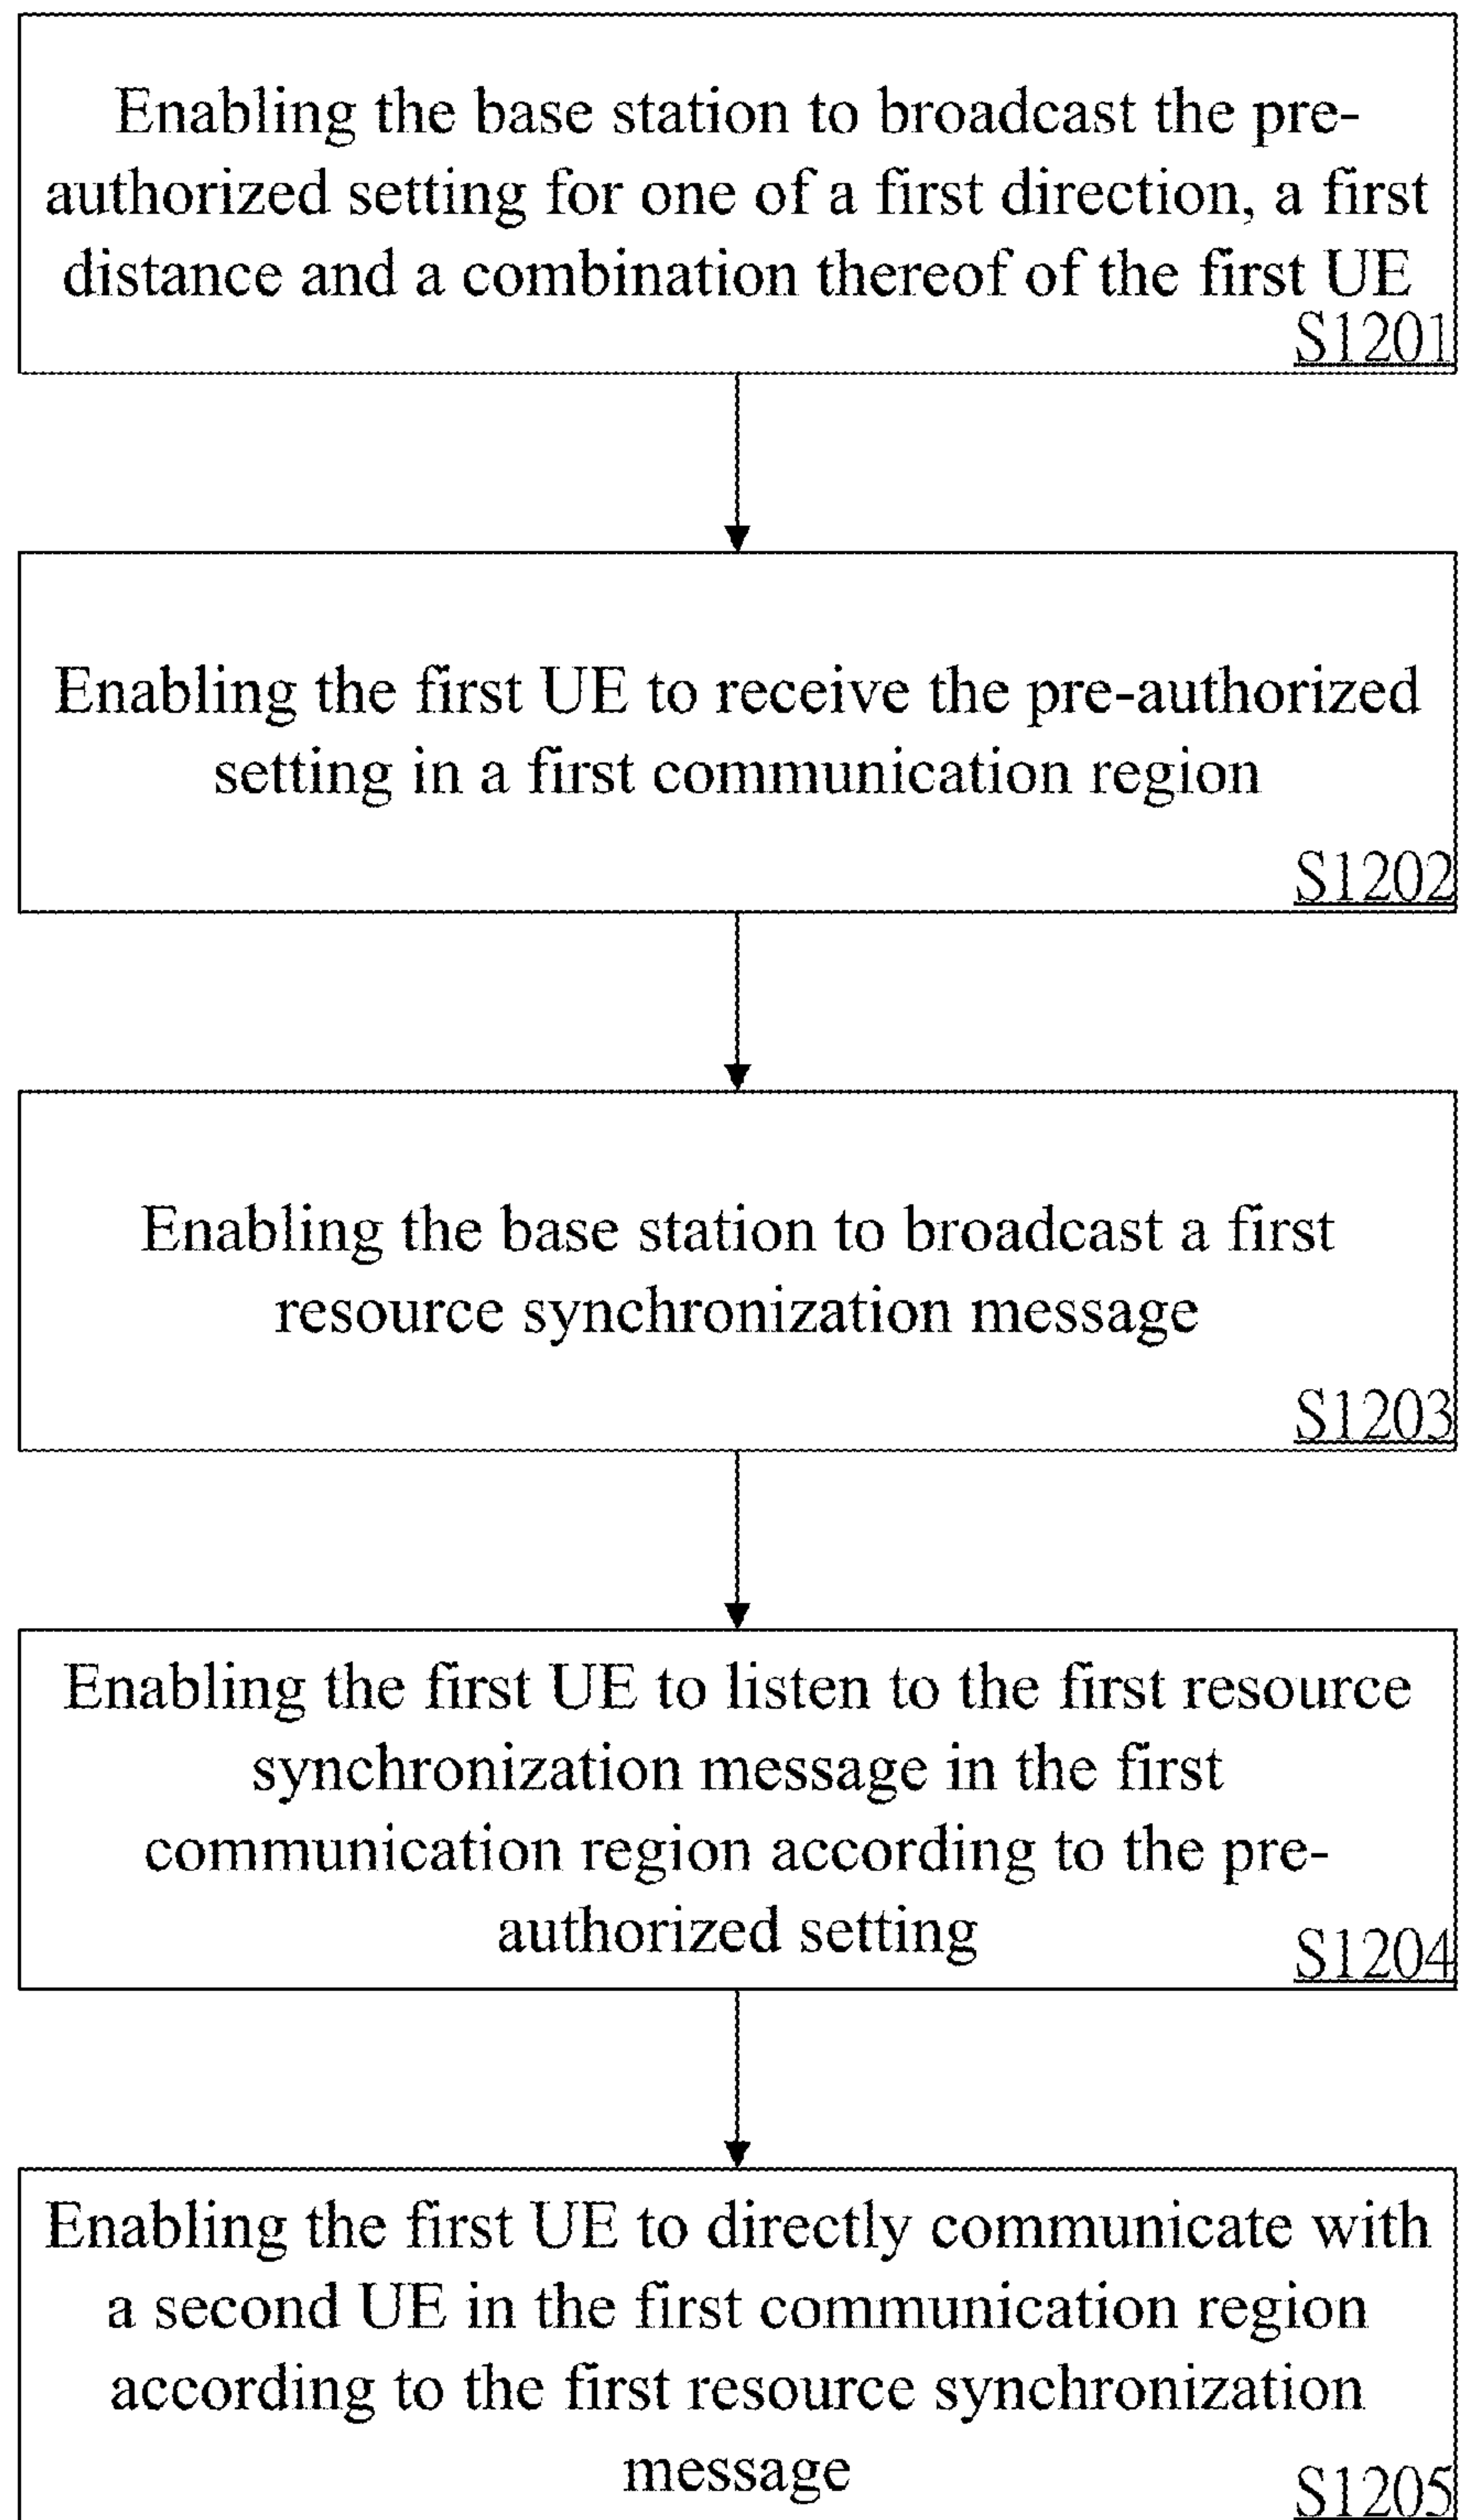 Enabling the base station to broadcast the pre-
authorized setting for one of a first direction, a first
distance and a combination thereof of the first UE
S1201
Enabling the first UE to receive the pre-authorized
setting in a first communication region
S1202
Enabling the base station to broadcast a first
resource synchronization message
S1203
Enabling the first UE to listen to the first resource
synchronization message in the first
communication region according to the pre-
authorized setting
S1204
Enabling the first UE to directly communicate with
a second UE in the first communication region
according to the first resource synchronization
message
S1205